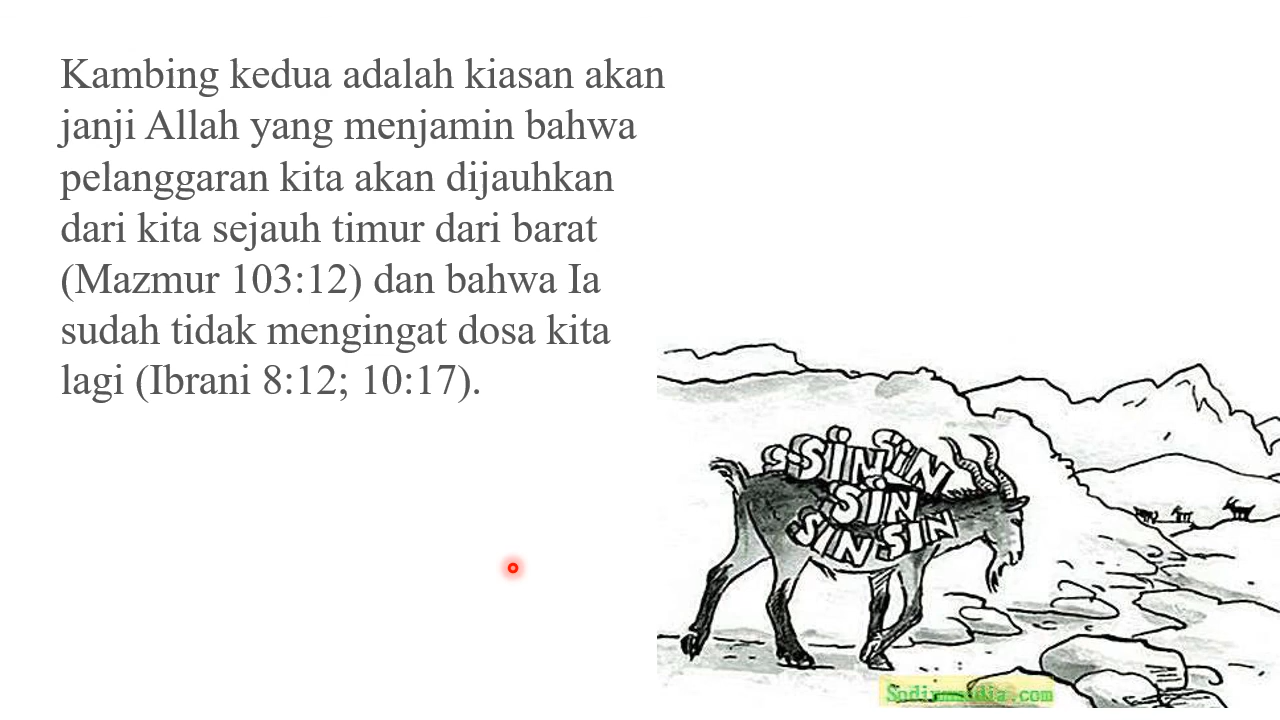 Kambing kedua adalah kiasan akan
janji Allah yang menjamin bahwa
pelanggaran kita akan dijauhkan
dari kita sejauh timur dari barat
(Mazmur 103:12) dan bahwa Ia
sudah tidak mengingat dosa kita
lagi (Ibrani 8:12; 10:17).
SIN SIN
SIN
SIN SIN